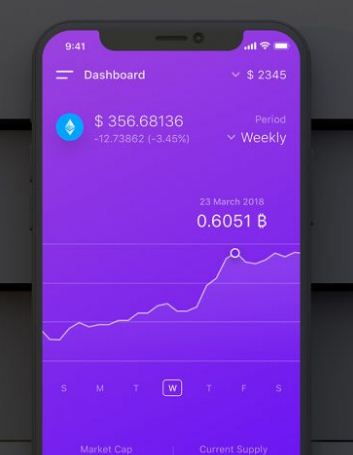 9:41
Dashboard
$ 2345
$ 356.68136
-12.73862 (-3.45%)
Period
Weekly
23 March 2018
0.6051 ₿
S M T W T F S
Market Cap
Current Supply